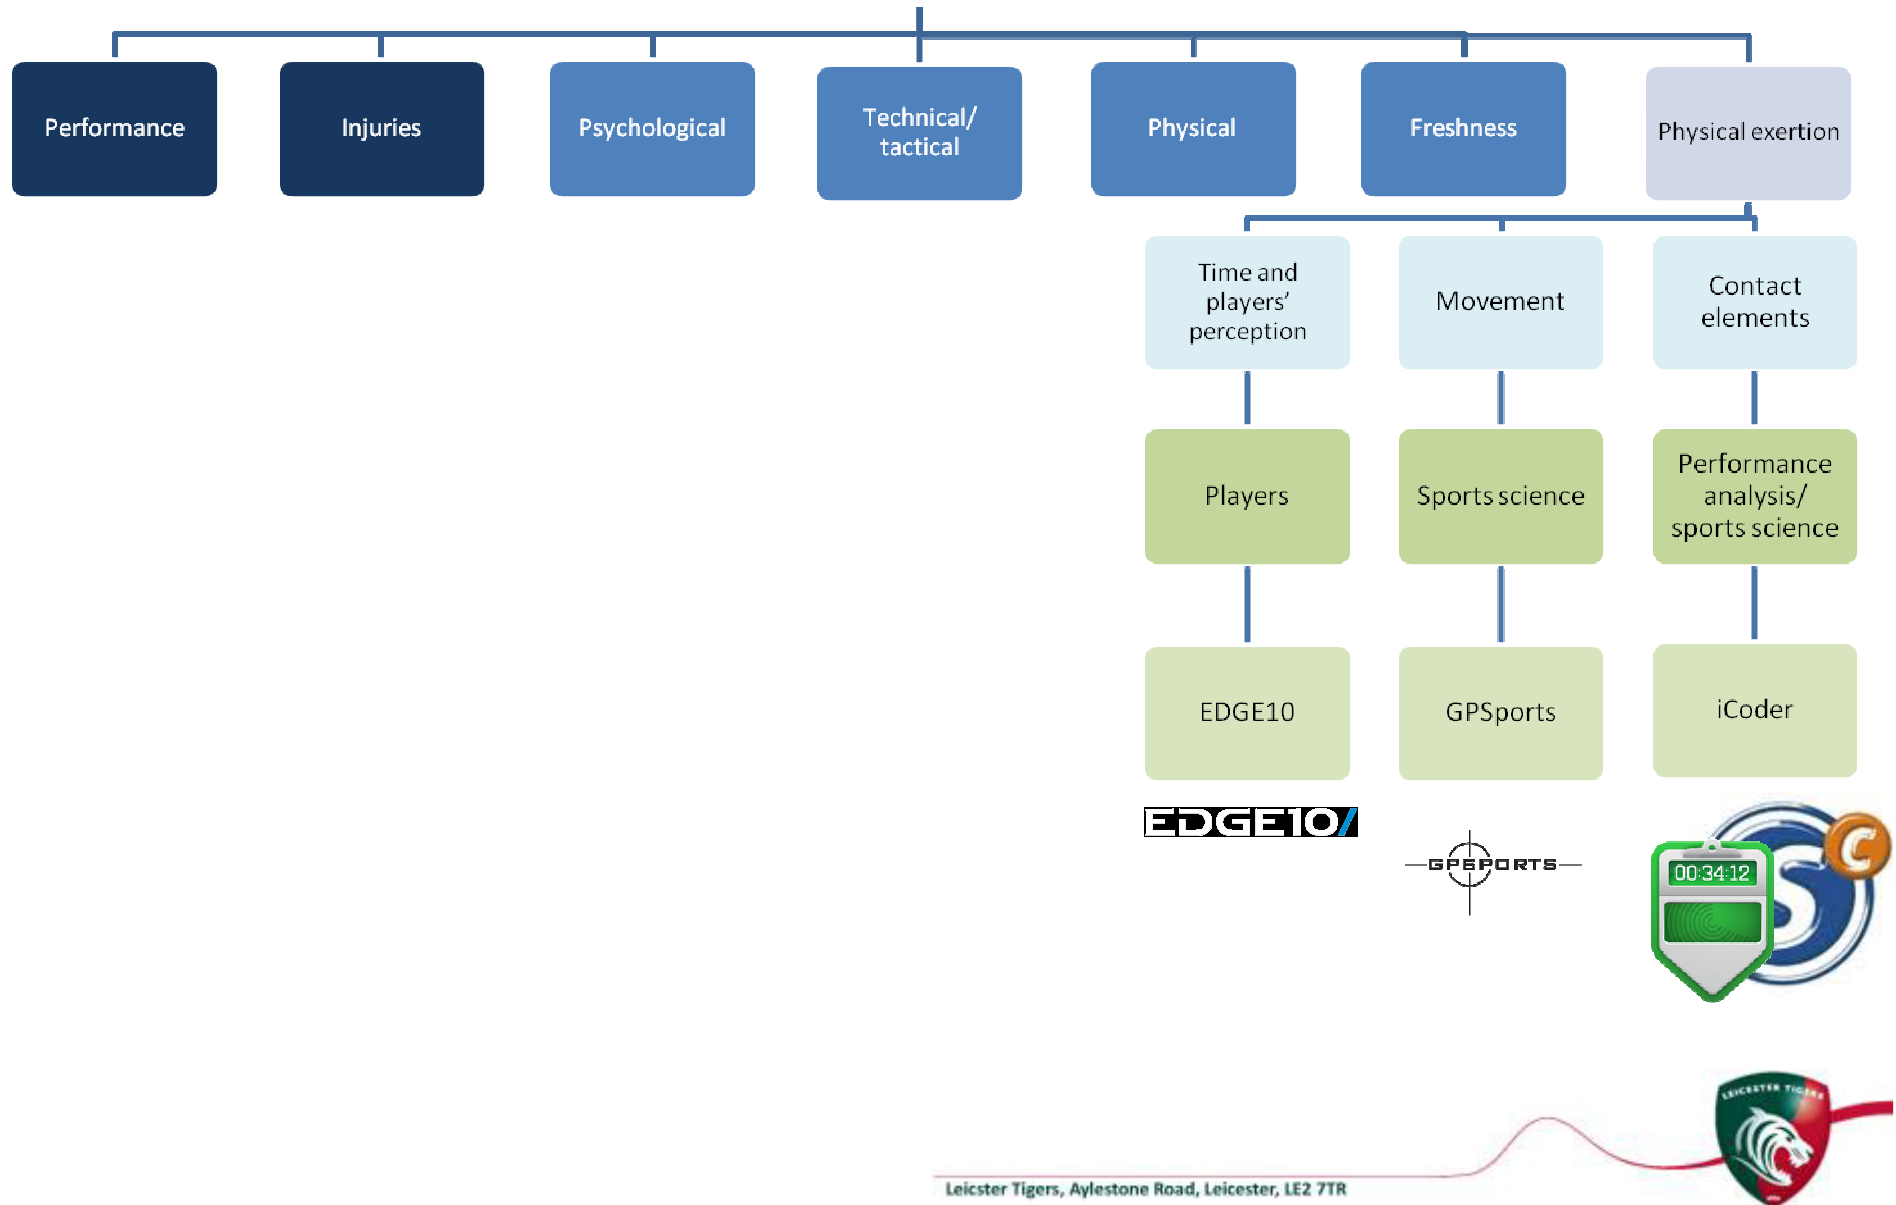 Performance
Injuries
Psychological
Technical/
tactical
Physical
Freshness
Physical exertion
Time and
players’
perception
Movement
Contact
elements
Players
Sports science
Performance
analysis/
sports science
EDGE10
GPSports
iCoder
EDGE10/
GPSPORTS
00:34:12
S
C
LEICESTER TIGERS
Leicster Tigers, Aylestone Road, Leicester, LE2 7TR